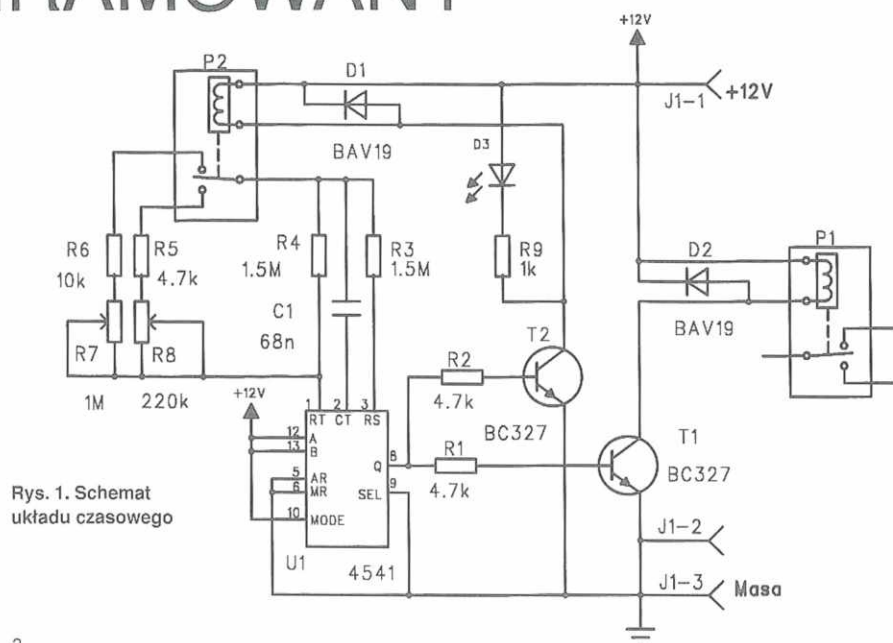 +12V
P2
D1
J1-1
+12V
BAV19
D3
R6
10k
R5
4.7k
R4
1.5M
R3
1.5M
R9
1k
D2
P1
C1
68n
BAV19
R7
R8
1M
220k
T2
R2
4.7k
BC327
+12V
1
2
3
RT
CT
RS
12
A
13
B
5
AR
6
MR
10
MODE
Q
8
SEL
9
R1
4.7k
T1
BC327
U1
4541
J1-2
J1-3
Masa
Rys. 1. Schemat
układu czasowego